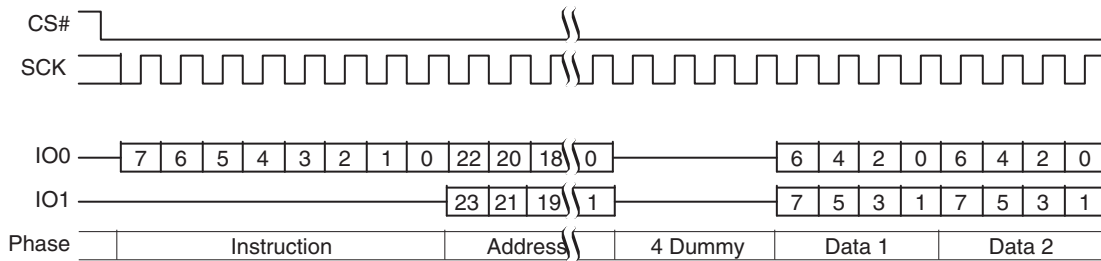 CS#
SCK
IO0 7 6 5 4 3 2 1 0 22 20 18 0 6 4 2 0 6 4 2 0
IO1 23 21 19 1 7 5 3 1 7 5 3 1
Phase Instruction Address 4 Dummy Data 1 Data 2